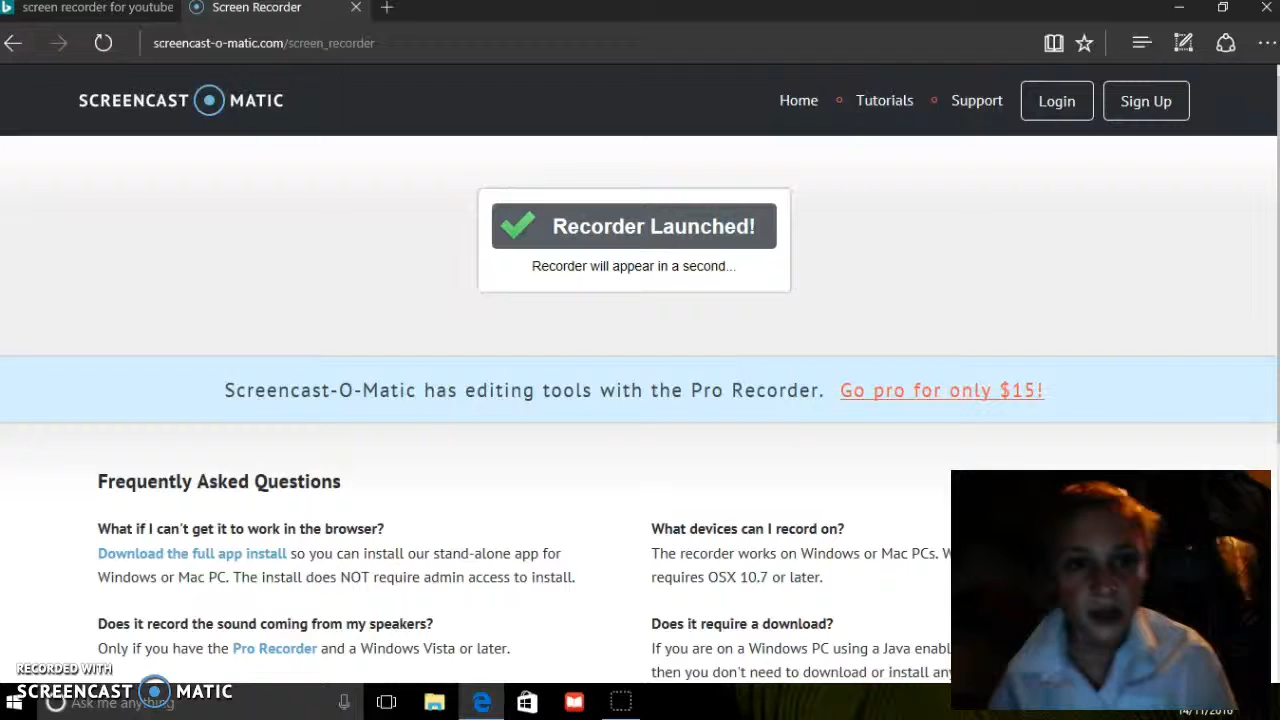 screen recorder for youtube
Screen Recorder
screencast-o-matic.com/screen_recorder
SCREENCAST MATIC
Home
Tutorials
Support
Login
Sign Up
Recorder Launched!
Recorder will appear in a second...
Screencast-O-Matic has editing tools with the Pro Recorder. Go pro for only $15!
Frequently Asked Questions
What if I can't get it to work in the browser?
Download the full app install so you can install our stand-alone app for
Windows or Mac PC. The install does NOT require admin access to install.
Does it record the sound coming from my speakers?
Only if you have the Pro Recorder and a Windows Vista or later.
What devices can I record on?
The recorder works on Windows or Mac PCs.
requires OSX 10.7 or later.
Does it require a download?
If you are on a Windows PC using a Java
then you don't need to download or install
RECORDED WITH
SCREENCAST MATIC
Ask me anything